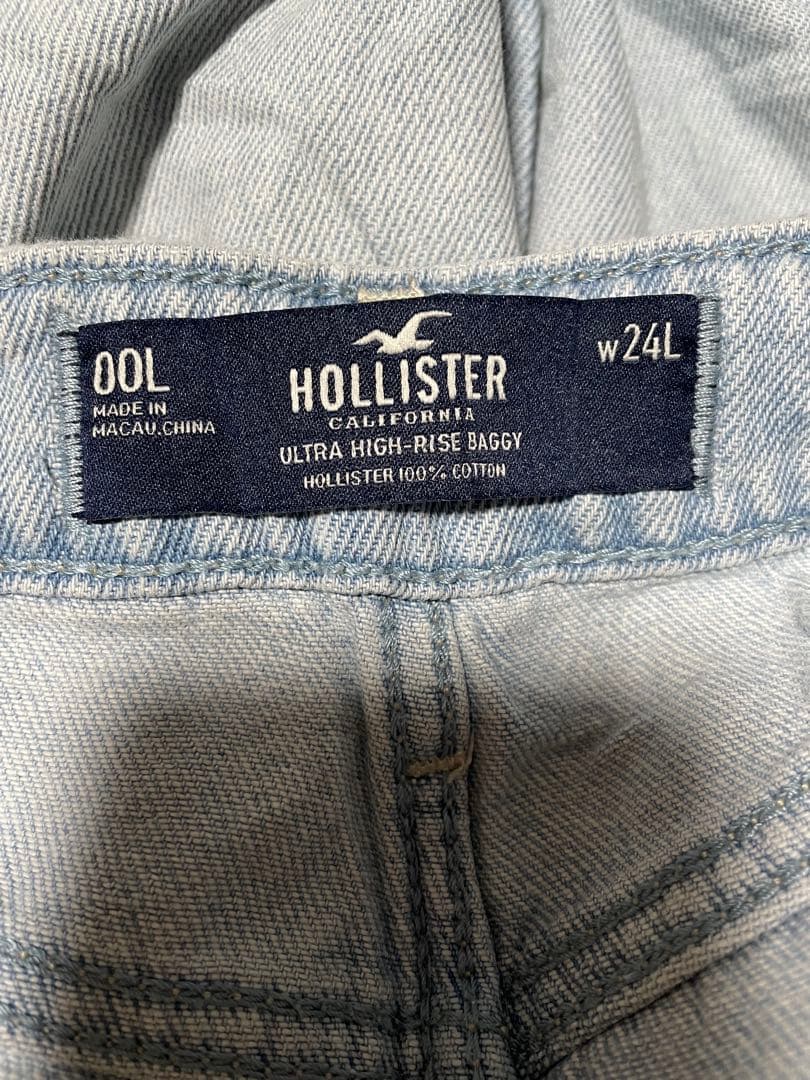 00L
MADE IN
MACAU.CHINA
HOLLISTER
CALIFORNIA
ULTRA HIGH-RISE BAGGY
HOLLISTER 100% COTTON
W24L